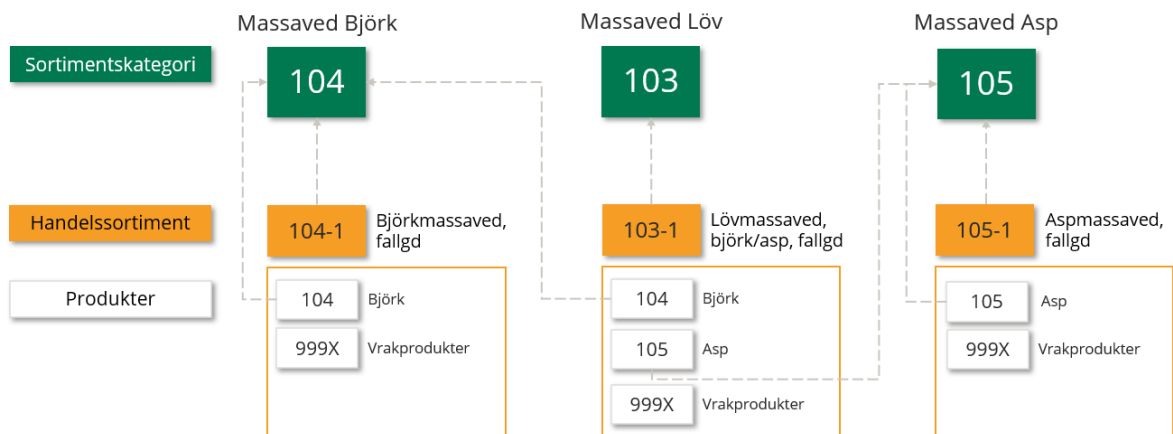 Massaved Björk
Massaved Löv
Massaved Asp
Sortimentskategori
104
103
105
Handelssortiment
104-1
Björkmassaved,
fallgd
103-1
Lövmassaved,
björk/asp, fallgd
105-1
Aspmassaved,
fallgd
Produkter
104
Björk
999X
Vrakprodukter
104
Björk
105
Asp
999X
Vrakprodukter
105
Asp
999X
Vrakprodukter